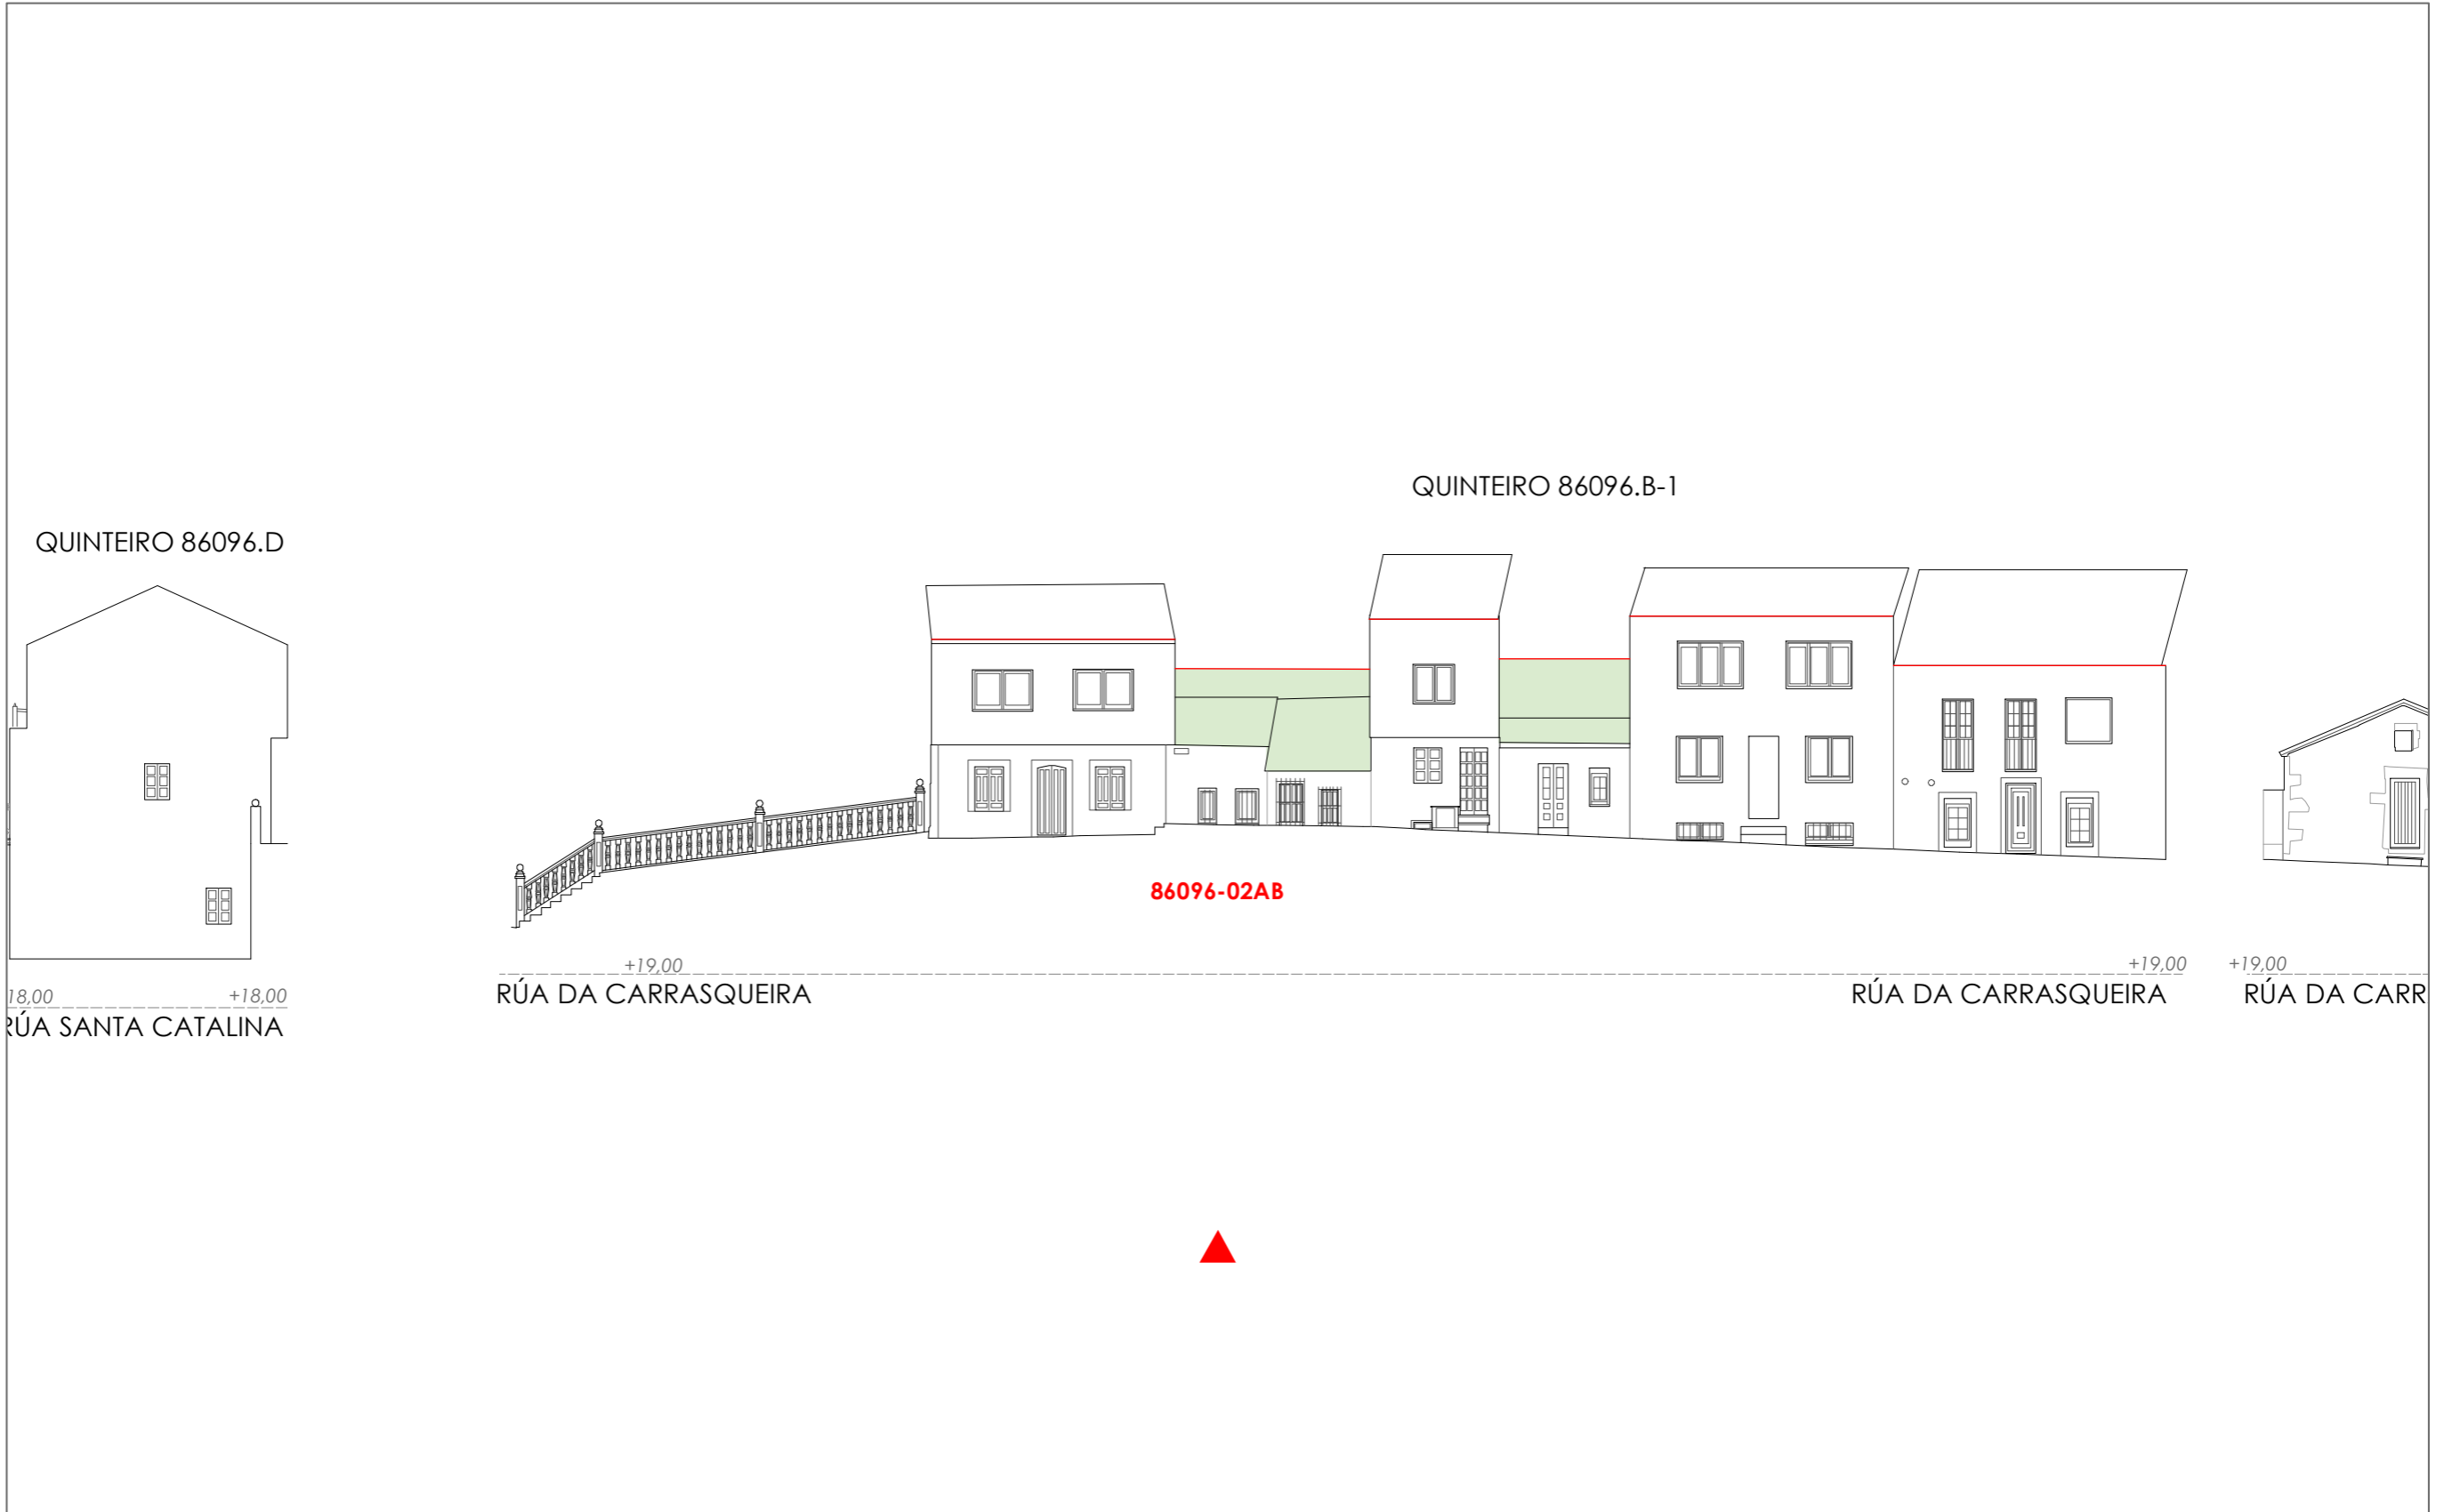 QUINTEIRO 86096.B-1
QUINTEIRO 86096.D
86096-02AB
+19,00
+19,00
+19,00
18,00
+18,00
RÚA DA CARRASQUEIRA
RÚA DA CARRASQUEIRA
RÚA DA CARR
RÚA SANTA CATALINA